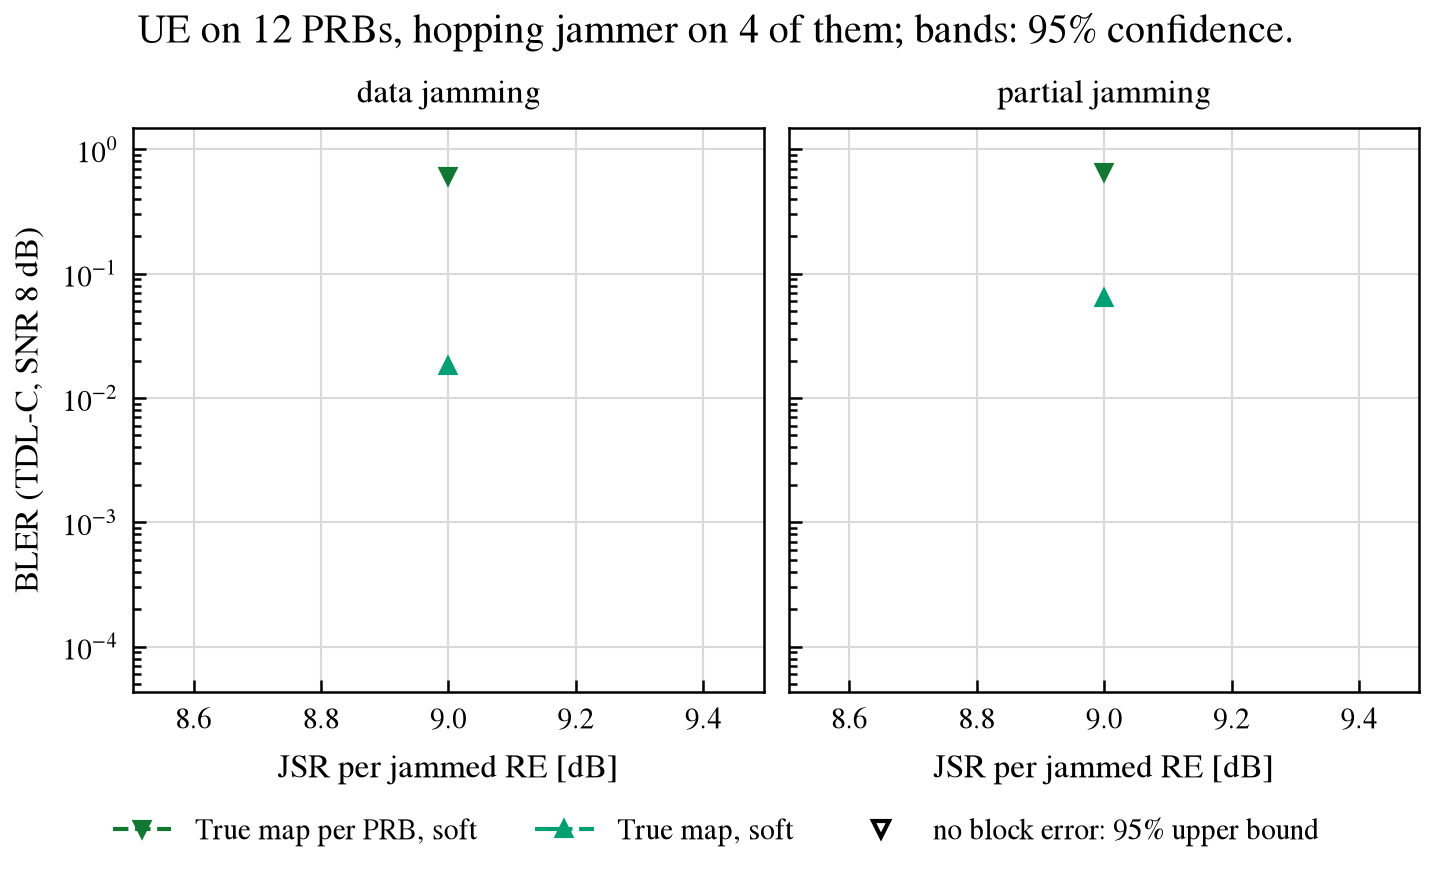 UE on 12 PRBs, hopping jammer on 4 of them; bands: 95% confidence.
data jamming
partial jamming
BLER (TDL-C, SNR 8 dB)
10⁰
10⁻¹
10⁻²
10⁻³
10⁻⁴
8.6 8.8 9.0 9.2 9.4
8.6 8.8 9.0 9.2 9.4
JSR per jammed RE [dB]
JSR per jammed RE [dB]
True map per PRB, soft
True map, soft
no block error: 95% upper bound